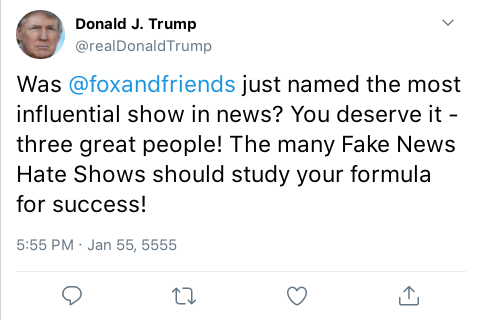 Donald J. Trump
@realDonaldTrump
Was @foxandfriends just named the most
influential show in news? You deserve it -
three great people! The many Fake News
Hate Shows should study your formula
for success!
5:55 PM · Jan 55, 5555